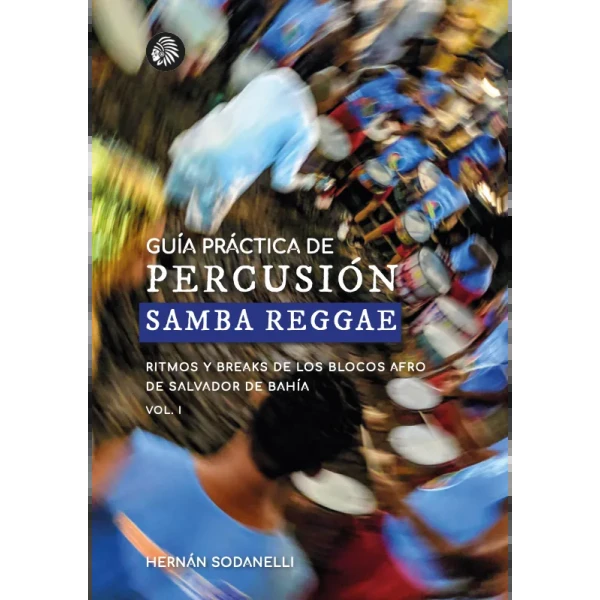 GUÍA PRÁCTICA DE
PERCUSIÓN
SAMBA REGGAE
RITMOS Y BREAKS DE LOS BLOCOS AFRO
DE SALVADOR DE BAHÍA
VOL. I
HERNÁN SODANELLI